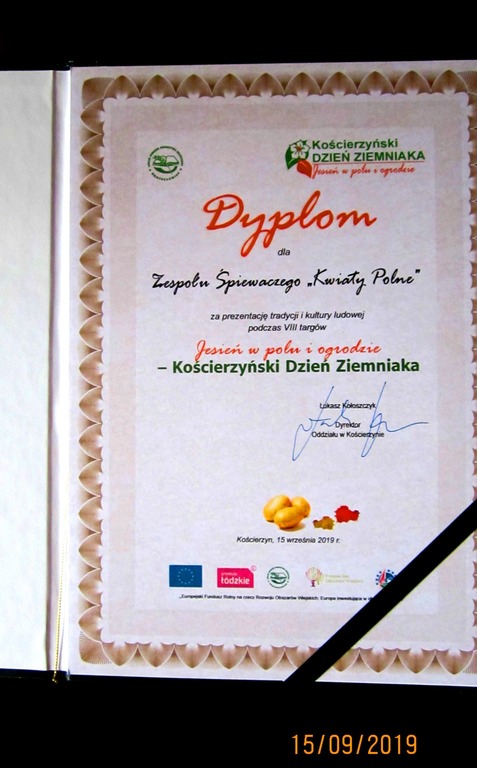 Kościerzyński
DZIEŃ ZIEMNIAKA
Jesień w polu i ogrodzie
Dyplom
dla
Zespołu Śpiewaczego „Kwiaty Polne”
za prezentację tradycji i kultury ludowej
podczas VIII targów
Jesień w polu i ogrodzie
– Kościerzyński Dzień Ziemniaka
Łukasz Kołoszczyk
Dyrektor
Oddziału w Kościerzynie
Kościerzyn, 15 września 2019 r.
promuje
łódzkie
„Europejski Fundusz Rolny na rzecz Rozwoju Obszarów Wiejskich: Europa inwestująca w
15/09/2019